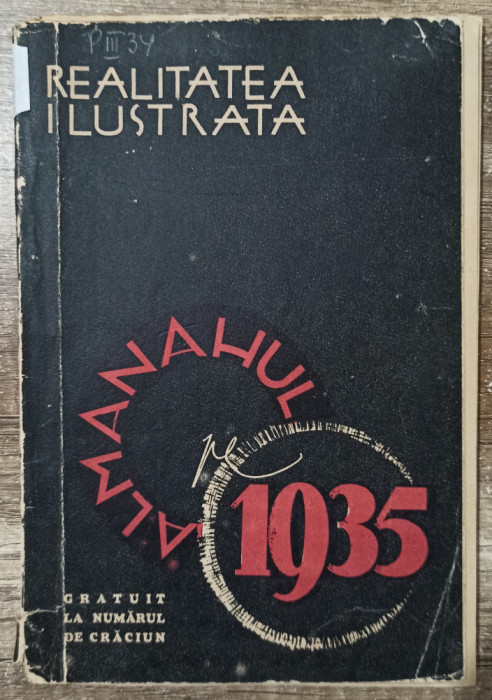 P III 34
REALITATEA
ILUSTRATA
ALMANAHUL
pe
1935
GRATUIT
LA NUMĂRUL
DE CRĂCIUN